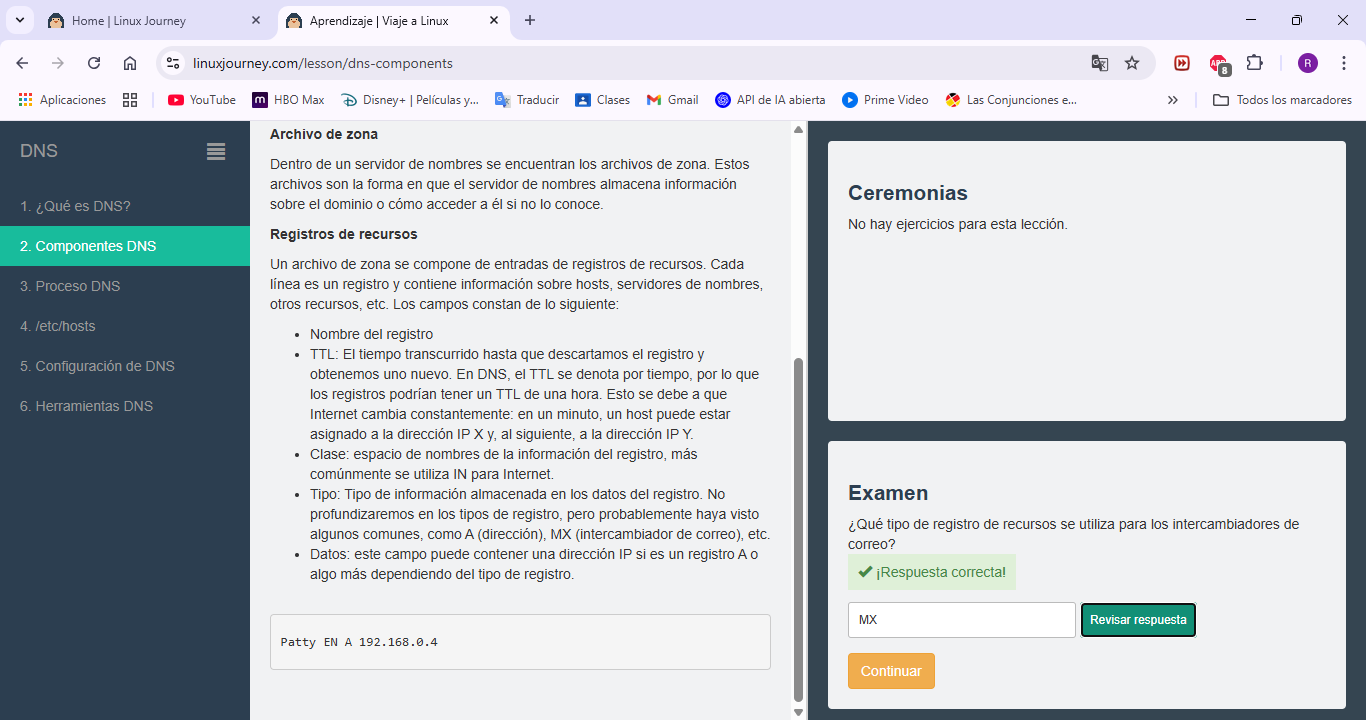 Home | Linux Journey
Aprendizaje | Viaje a Linux
linuxjourney.com/lesson/dns-components
8
R
Aplicaciones
YouTube
HBO Max
Disney+ | Películas y...
Traducir
Clases
Gmail
API de IA abierta
Prime Video
Las Conjunciones e...
Todos los marcadores
DNS
1. ¿Qué es DNS?
2. Componentes DNS
3. Proceso DNS
4. /etc/hosts
5. Configuración de DNS
6. Herramientas DNS
Archivo de zona
Dentro de un servidor de nombres se encuentran los archivos de zona. Estos
archivos son la forma en que el servidor de nombres almacena información
sobre el dominio o cómo acceder a él si no lo conoce.
Registros de recursos
Un archivo de zona se compone de entradas de registros de recursos. Cada
línea es un registro y contiene información sobre hosts, servidores de nombres,
otros recursos, etc. Los campos constan de lo siguiente:
• Nombre del registro
• TTL: El tiempo transcurrido hasta que descartamos el registro y
obtenemos uno nuevo. En DNS, el TTL se denota por tiempo, por lo que
los registros podrían tener un TTL de una hora. Esto se debe a que
Internet cambia constantemente: en un minuto, un host puede estar
asignado a la dirección IP X y, al siguiente, a la dirección IP Y.
• Clase: espacio de nombres de la información del registro, más
comúnmente se utiliza IN para Internet.
• Tipo: Tipo de información almacenada en los datos del registro. No
profundizaremos en los tipos de registro, pero probablemente haya visto
algunos comunes, como A (dirección), MX (intercambiador de correo), etc.
• Datos: este campo puede contener una dirección IP si es un registro A o
algo más dependiendo del tipo de registro.
Patty EN A 192.168.0.4
Ceremonias
No hay ejercicios para esta lección.
Examen
¿Qué tipo de registro de recursos se utiliza para los intercambiadores de
correo?
¡Respuesta correcta!
MX
Revisar respuesta
Continuar